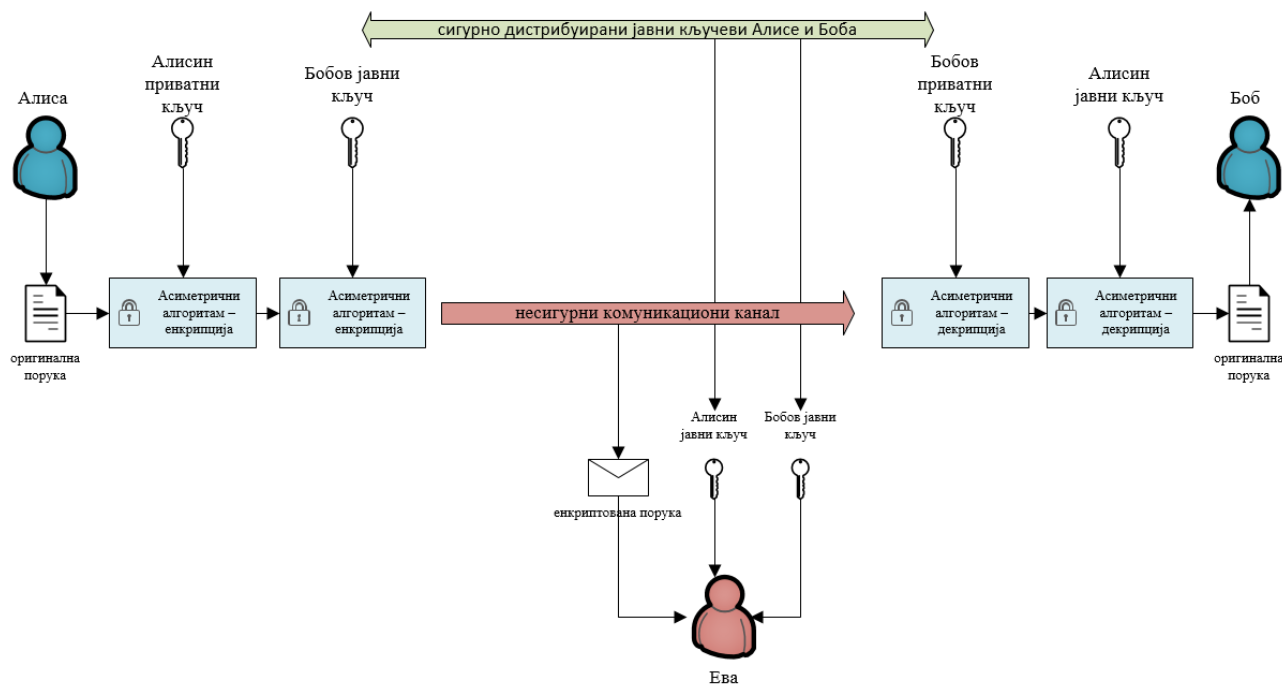 сигурно дистрибуирани јавни кључеви Алисе и Боба
Алиса
Алисин
приватни
кључ
Бобов јавни
кључ
Бобов
приватни
кључ
Алисин
јавни кључ
Боб
Асиметрични
алгоритам –
енкрипција
Асиметрични
алгоритам –
енкрипција
несигурни комуникациони канал
Асиметрични
алгоритам –
декрипција
Асиметрични
алгоритам –
декрипција
оригинална
порука
оригинална
порука
Алисин
јавни кључ
Бобов јавни
кључ
енкриптована порука
Ева